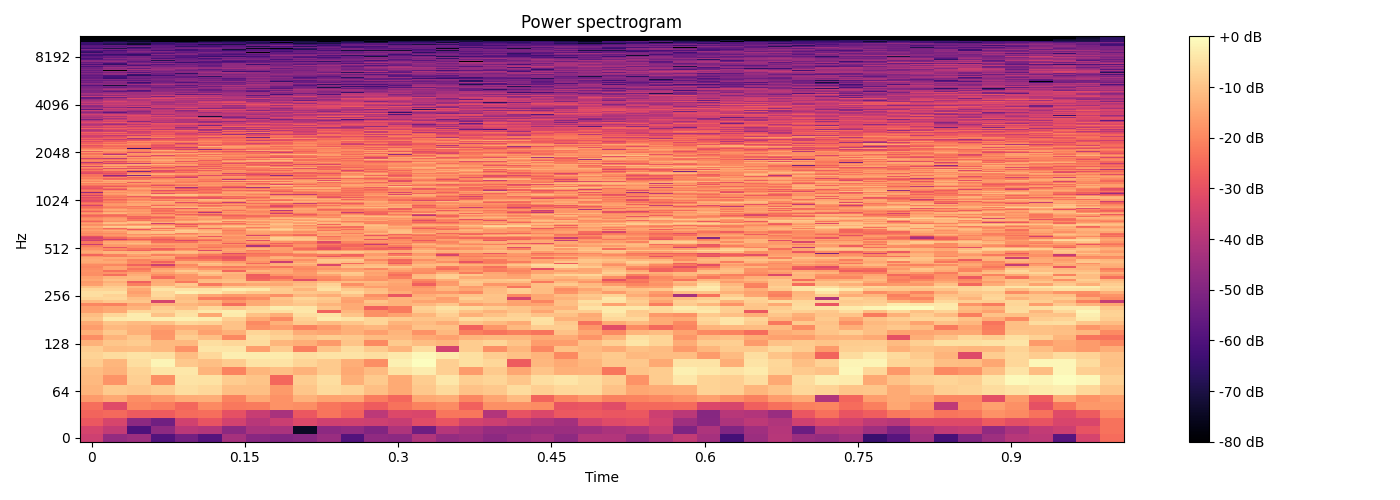 Power spectrogram
8192
4096
2048
1024
512
256
128
64
0
Hz
0 0.15 0.3 0.45 0.6 0.75 0.9
Time
+0 dB
-10 dB
-20 dB
-30 dB
-40 dB
-50 dB
-60 dB
-70 dB
-80 dB